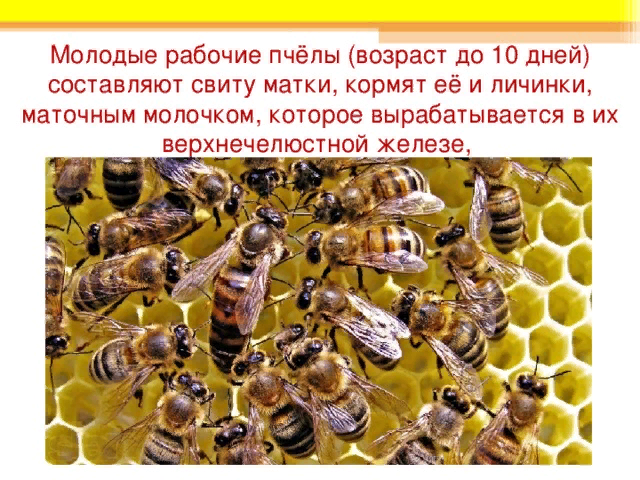 Молодые рабочие пчёлы (возраст до 10 дней)
составляют свиту матки, кормят её и личинки,
маточным молочком, которое вырабатывается в их
верхнечелюстной железе,